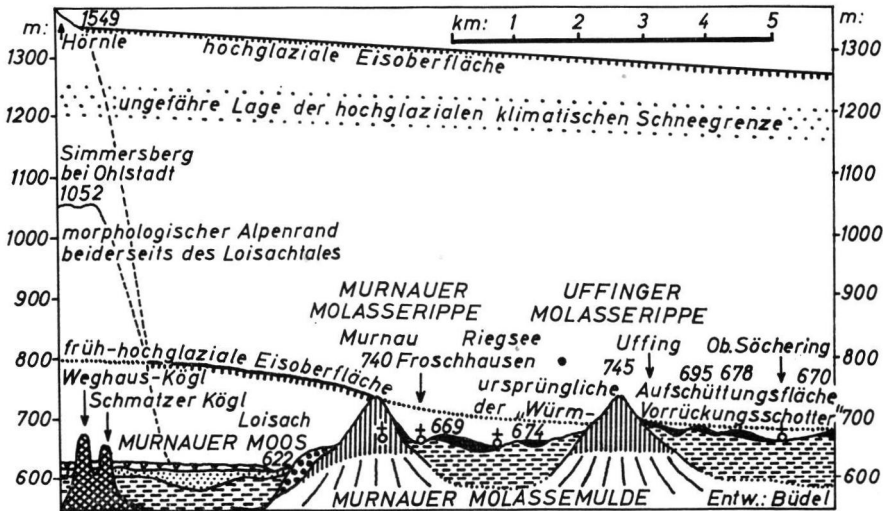 m:
1549
km: 1 2 3 4 5
m:
Hörnle
hochglaziale Eisoberfläche
1300
1300
ungefähre Lage der hochglazialen klimatischen Schneegrenze
1200
1200
Simmersberg
bei Ohlstadt
1100
1100
1052
morphologischer Alpenrand
beiderseits des Loisachtales
1000
1000
900
900
MURNAUER
MOLASSERIPPE
UFFINGER
MOLASSERIPPE
800
800
früh-hochglaziale Eisoberfläche
Murnau
740
Froschhausen
Riegsee
745
Uffing
695
678
Ob. Söchering
670
Weghaus-Kögl
Schmatzer Kögl
ursprüngliche Aufschüttungsfläche
der „Würm-Vorrückungsschotter"
700
700
Loisach
MURNAUER MOOS
622
669
674
600
600
MURNAUER MOLASSEMULDE
Entw.: Büdel